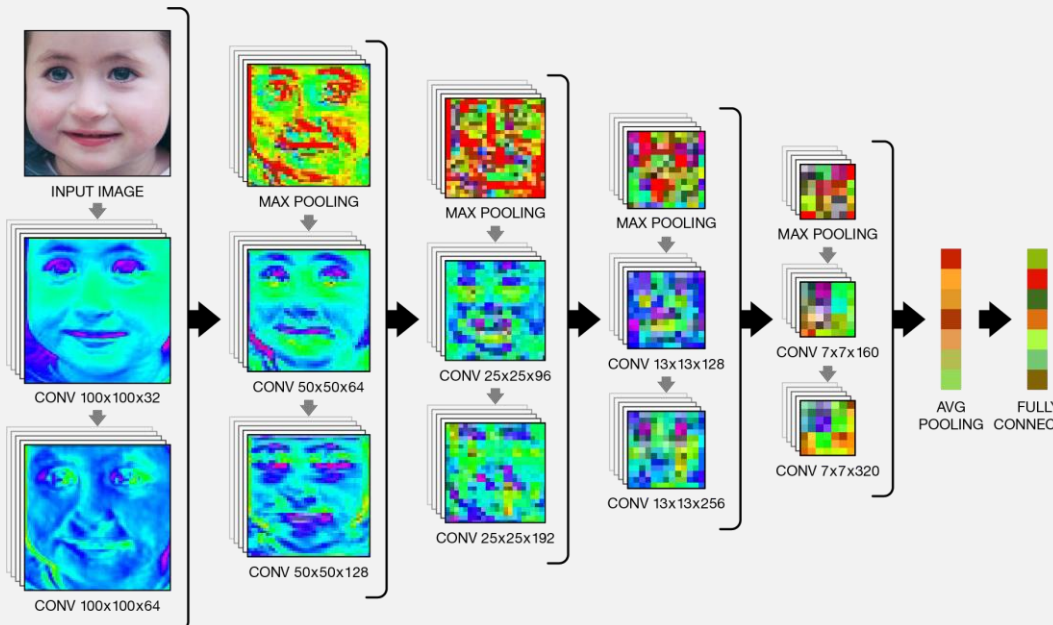 INPUT IMAGE
CONV 100x100x32
CONV 100x100x64
MAX POOLING
CONV 50x50x64
CONV 50x50x128
MAX POOLING
CONV 25x25x96
CONV 25x25x192
MAX POOLING
CONV 13x13x128
CONV 13x13x256
MAX POOLING
CONV 7x7x160
CONV 7x7x320
AVG
POOLING
FULLY